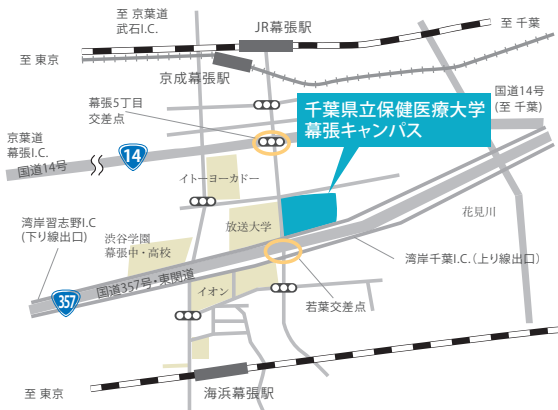 至 京葉道
武石I.C.
JR幕張駅
至 千葉
至 東京
京成幕張駅
国道14号
(至 千葉)
幕張5丁目
交差点
千葉県立保健医療大学
幕張キャンパス
京葉道
幕張I.C.
14
国道14号
イトーヨーカドー
湾岸習志野I.C
(下り線出口)
放送大学
花見川
渋谷学園
幕張中・高校
湾岸千葉I.C.(上り線出口)
国道357号・東関道
357
イオン
若葉交差点
至 千葉
至 東京
海浜幕張駅